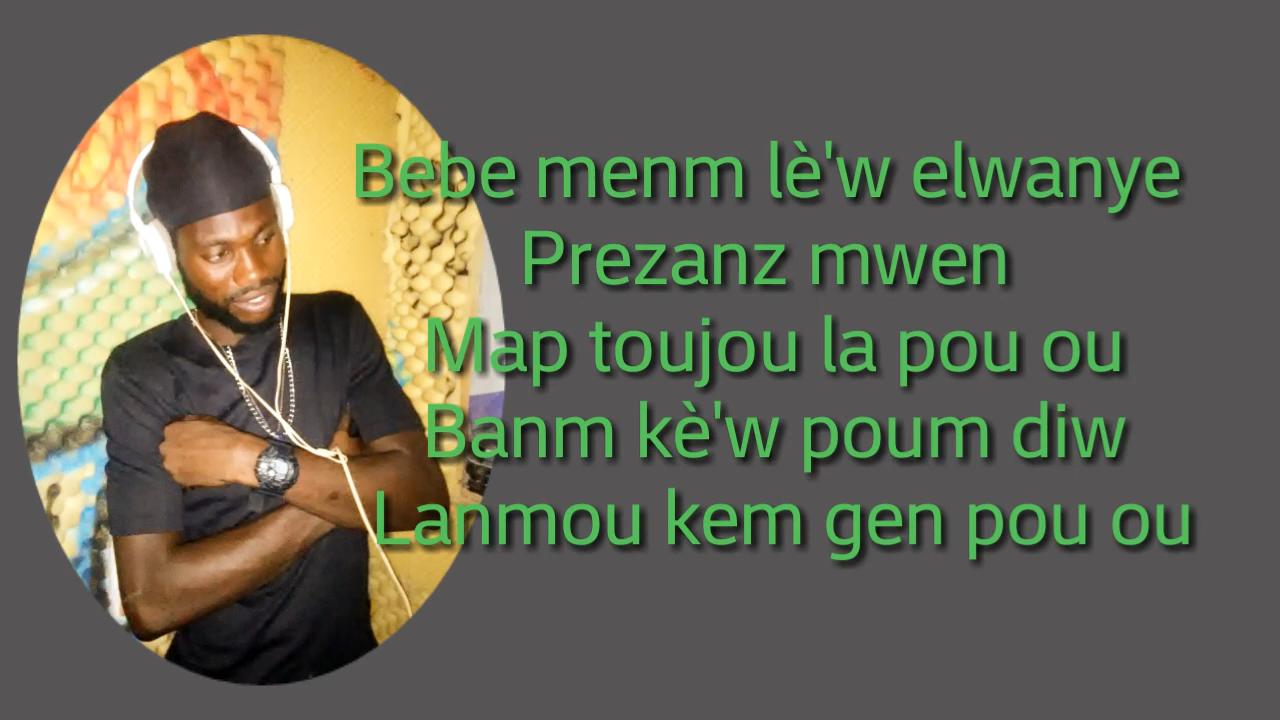 Bebe menm lè'w elwanye
Prezanz mwen
Map toujou la pou ou
Banm kè'w poum diw
Lanmou kem gen pou ou